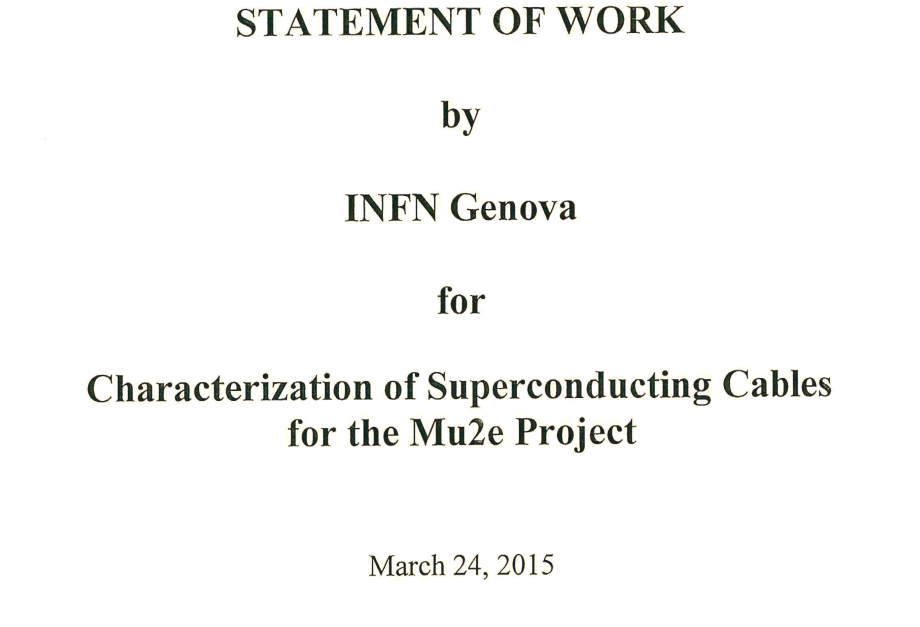 STATEMENT OF WORK
by
INFN Genova
for
Characterization of Superconducting Cables
for the Mu2e Project
March 24, 2015